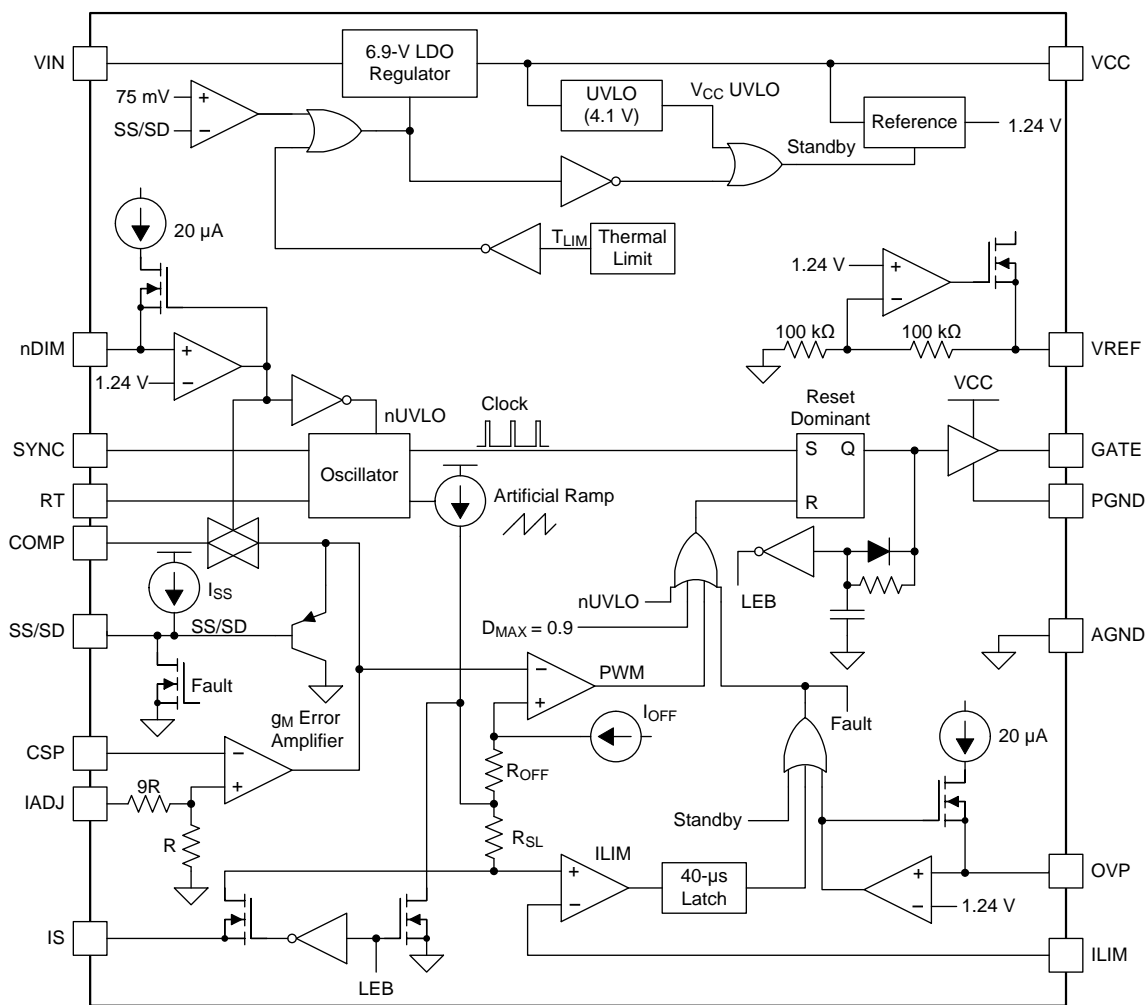 VIN
6.9-V LDO
Regulator
VCC
75 mV
SS/SD
UVLO
(4.1 V)
VCC UVLO
Reference
1.24 V
Standby
20 µA
TLIM
Thermal
Limit
1.24 V
100 kΩ
100 kΩ
nDIM
1.24 V
VREF
nUVLO
Clock
Reset
Dominant
VCC
SYNC
Oscillator
S
Q
R
GATE
RT
Artificial Ramp
PGND
COMP
ISS
LEB
nUVLO
SS/SD
SS/SD
DMAX = 0.9
AGND
Fault
PWM
gM Error
Amplifier
IOFF
Fault
20 µA
CSP
ROFF
IADJ
9R
R
Standby
RSL
ILIM
40-µs
Latch
OVP
1.24 V
IS
LEB
ILIM